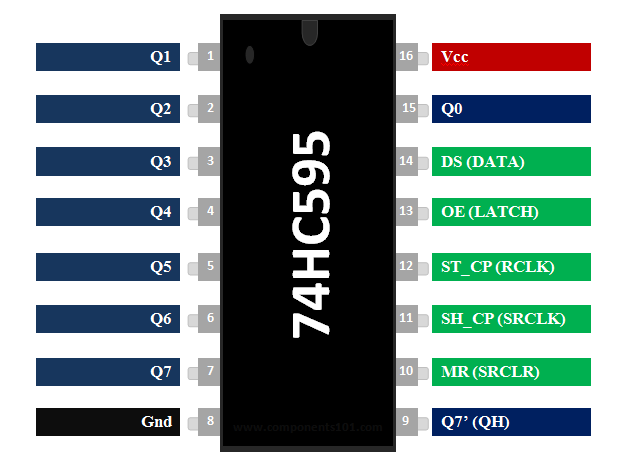 Q1 1 16 Vcc
Q2 2 15 Q0
Q3 3 14 DS (DATA)
Q4 4 13 OE (LATCH)
Q5 5 12 ST_CP (RCLK)
Q6 6 11 SH_CP (SRCLK)
Q7 7 10 MR (SRCLR)
Gnd 8 9 Q7’ (QH)
74HC595
www.components101.com